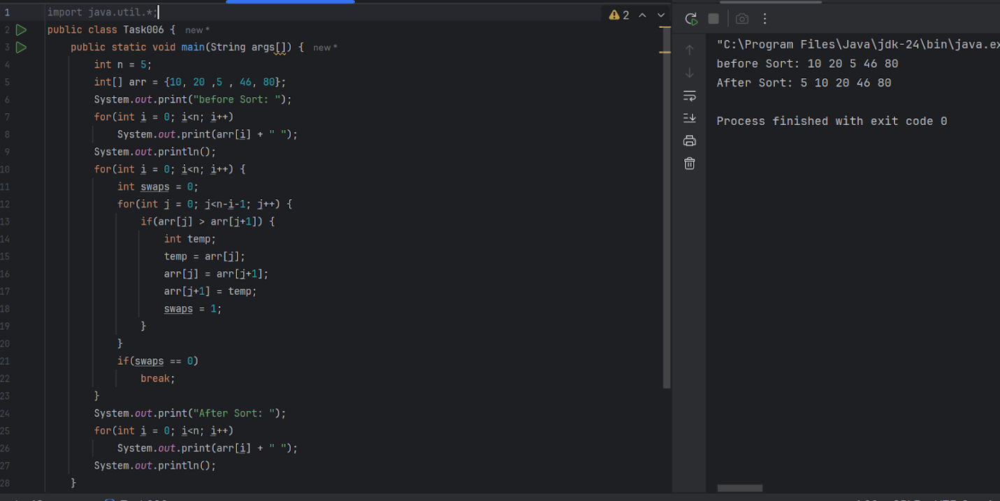 1 import java.util.*;
2 public class Task006 { new *
3 public static void main(String args[]) { new *
4 int n = 5;
5 int[] arr = {10, 20 ,5 , 46, 80};
6 System.out.print("before Sort: ");
7 for(int i = 0; i<n; i++)
8 System.out.print(arr[i] + " ");
9 System.out.println();
10 for(int i = 0; i<n; i++) {
11 int swaps = 0;
12 for(int j = 0; j<n-i-1; j++) {
13 if(arr[j] > arr[j+1]) {
14 int temp;
15 temp = arr[j];
16 arr[j] = arr[j+1];
17 arr[j+1] = temp;
18 swaps = 1;
19 }
20 }
21 if(swaps == 0)
22 break;
23 }
24 System.out.print("After Sort: ");
25 for(int i = 0; i<n; i++)
26 System.out.print(arr[i] + " ");
27 System.out.println();
28 }
2
"C:\Program Files\Java\jdk-24\bin\java.ex
before Sort: 10 20 5 46 80
After Sort: 5 10 20 46 80
Process finished with exit code 0